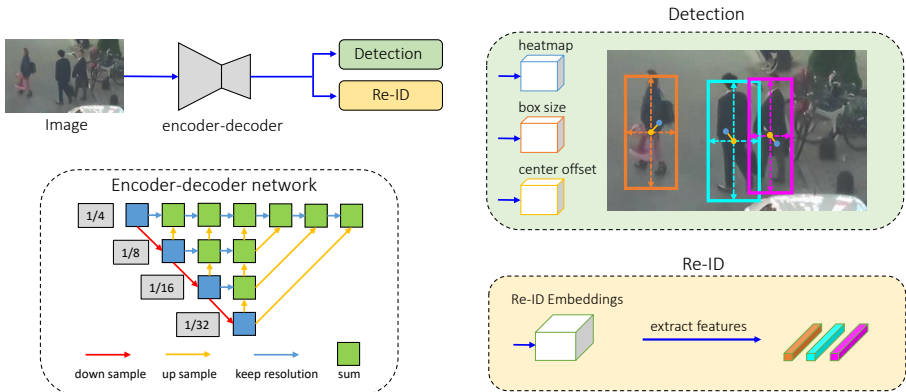 Image
encoder-decoder
Detection
Re-ID
Encoder-decoder network
1/4
1/8
1/16
1/32
down sample
up sample
keep resolution
sum
Detection
heatmap
box size
center offset
Re-ID
Re-ID Embeddings
extract features